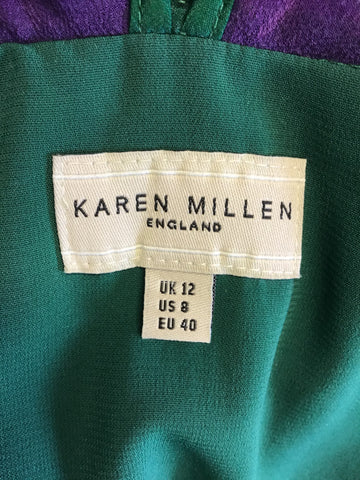 KAREN MILLEN
ENGLAND
UK 12
US 8
EU 40